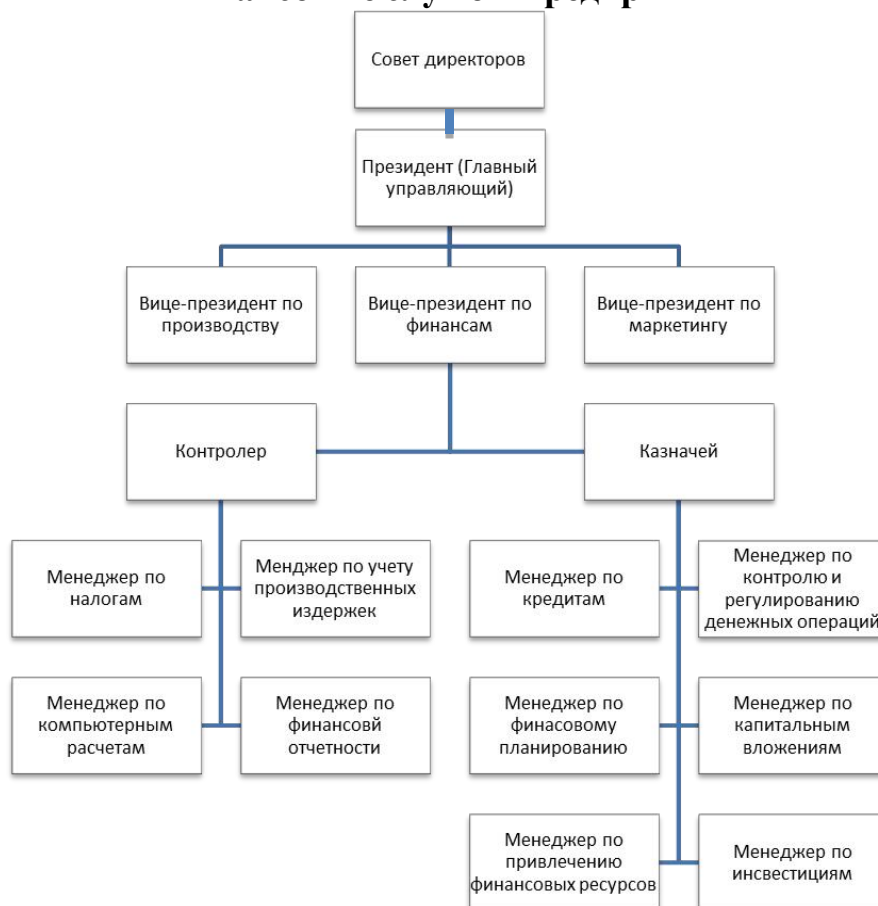 Совет директоров
Президент (Главный
управляющий)
Вице-президент по
производству
Вице-президент по
финансам
Вице-президент по
маркетингу
Контролер
Казначей
Менеджер по
налогам
Менджер по учету
производственных
издержек
Менеджер по
кредитам
Менеджер по
контролю и
регулированию
денежных операций
Менеджер по
компьютерным
расчетам
Менеджер по
финансовй
отчетности
Менеджер по
финасовому
планированию
Менеджер по
капитальным
вложениям
Менеджер по
привлечению
финансовых ресурсов
Менеджер по
инсвестициям